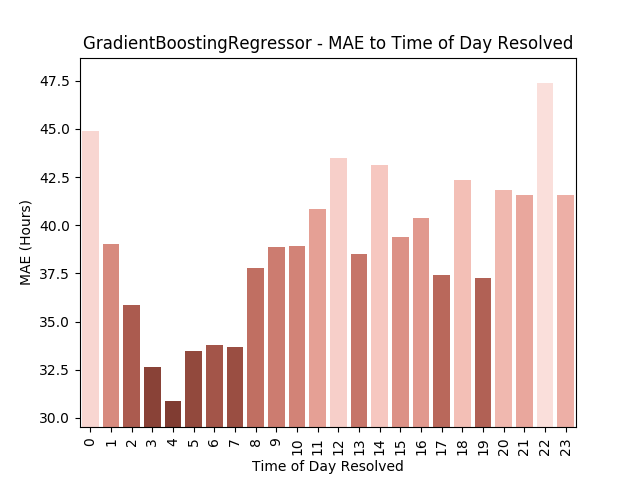 GradientBoostingRegressor - MAE to Time of Day Resolved
47.5
45.0
42.5
40.0
37.5
35.0
32.5
30.0
MAE (Hours)
0 1 2 3 4 5 6 7 8 9 10 11 12 13 14 15 16 17 18 19 20 21 22 23
Time of Day Resolved